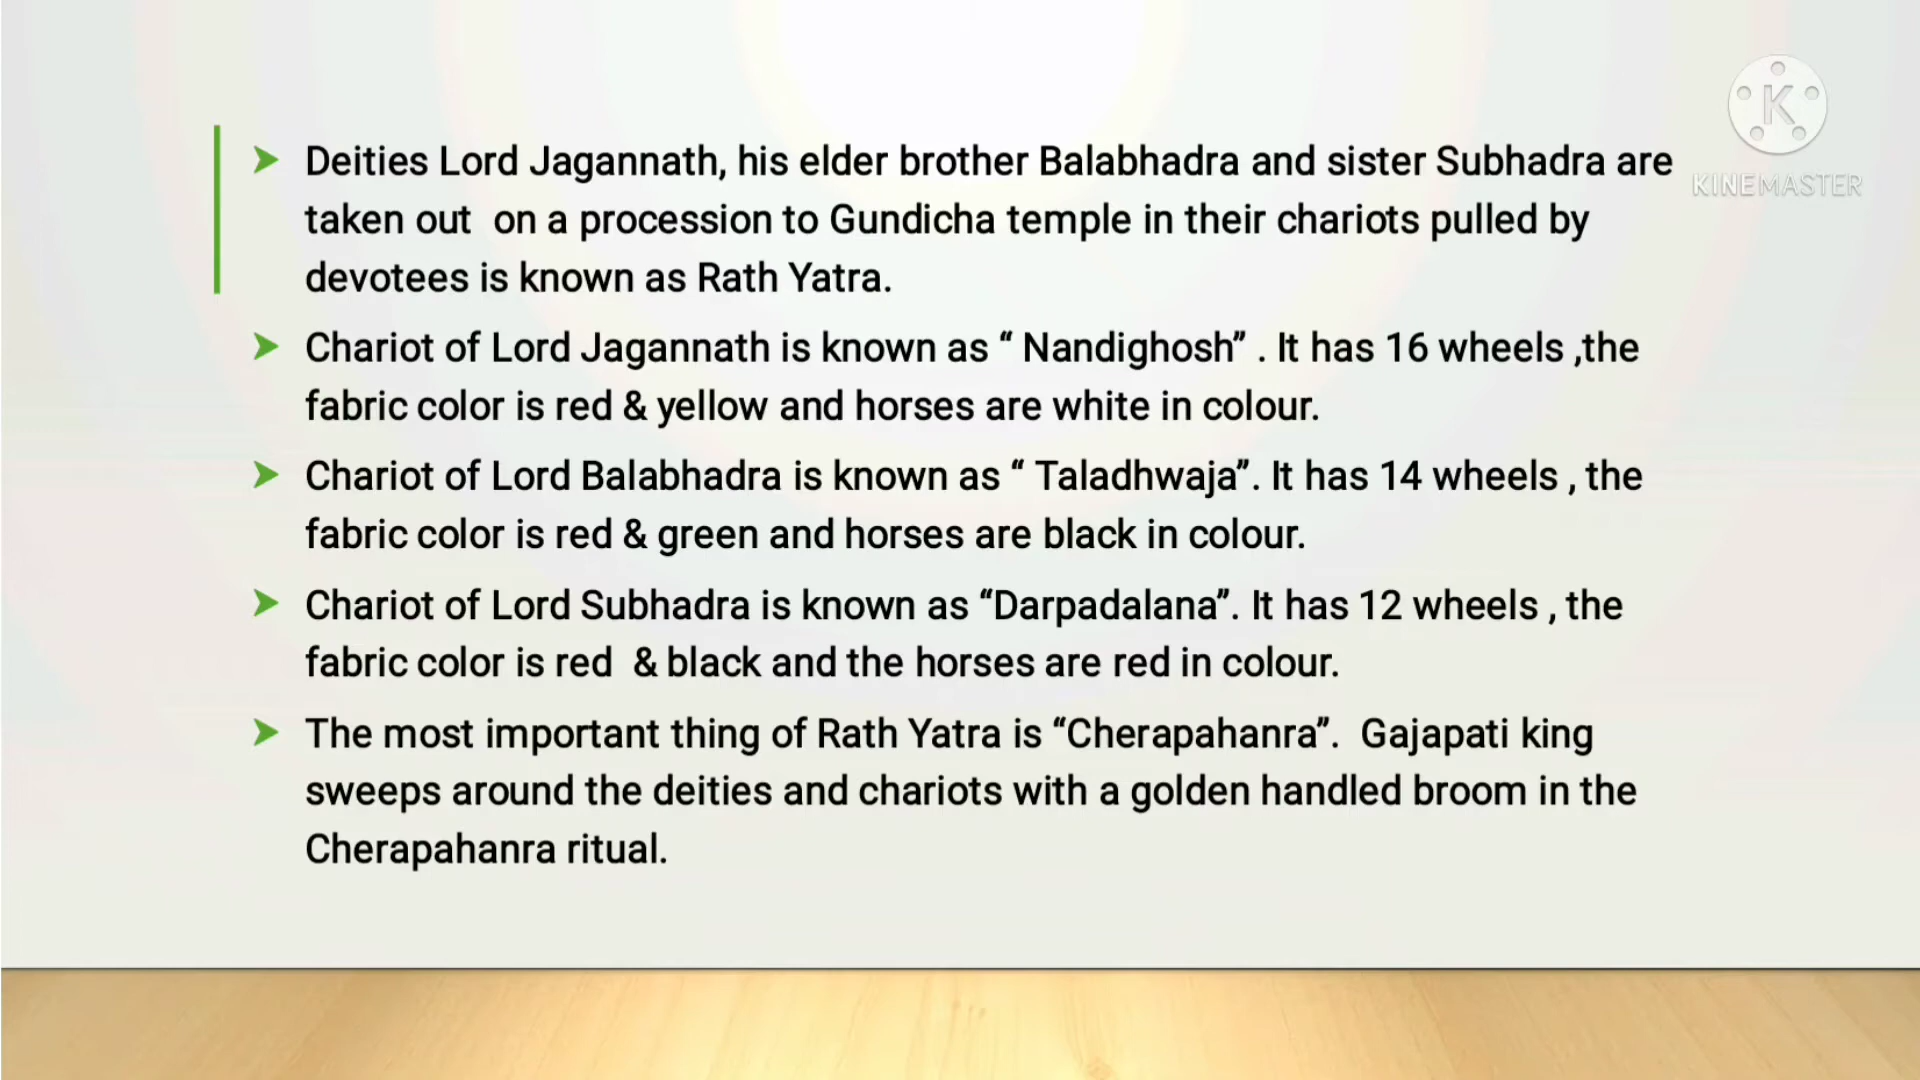 Deities Lord Jagannath, his elder brother Balabhadra and sister Subhadra are
taken out  on a procession to Gundicha temple in their chariots pulled by
devotees is known as Rath Yatra.
Chariot of Lord Jagannath is known as “ Nandighosh” . It has 16 wheels ,the
fabric color is red & yellow and horses are white in colour.
Chariot of Lord Balabhadra is known as “ Taladhwaja”. It has 14 wheels , the
fabric color is red & green and horses are black in colour.
Chariot of Lord Subhadra is known as “Darpadalana”. It has 12 wheels , the
fabric color is red  & black and the horses are red in colour.
The most important thing of Rath Yatra is “Cherapahanra”.  Gajapati king
sweeps around the deities and chariots with a golden handled broom in the
Cherapahanra ritual.
K
KINEMASTER